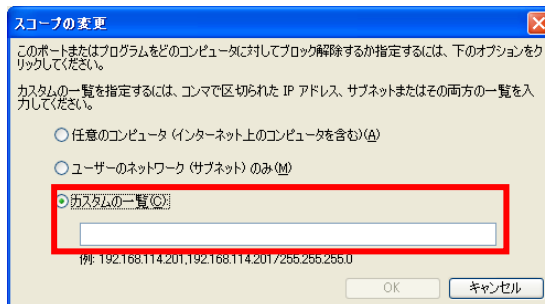 スコープの変更
このポートまたはプログラムをどのコンピュータに対してブロック解除するか指定するには、下のオプションをク
リックしてください。
カスタムの一覧を指定するには、コンマで区切られた IP アドレス、サブネットまたはその両方の一覧を入
力してください。
任意のコンピュータ (インターネット上のコンピュータを含む)(A)
ユーザーのネットワーク (サブネット) のみ(M)
カスタムの一覧(C):
例: 192.168.114.201,192.168.114.201/255.255.255.0
OK
キャンセル